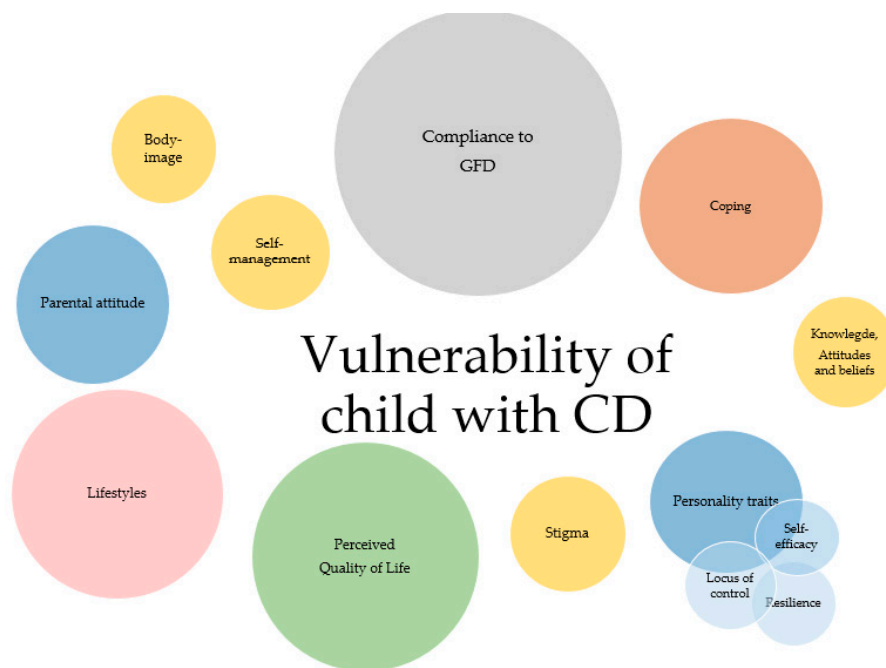 Compliance to
GFD
Body-
image
Coping
Self-
management
Parental attitude
Knowlegde,
Attitudes
and beliefs
Vulnerability of
child with CD
Lifestyles
Personality traits
Self-
efficacy
Stigma
Perceived
Quality of Life
Locus of
control
Resilience